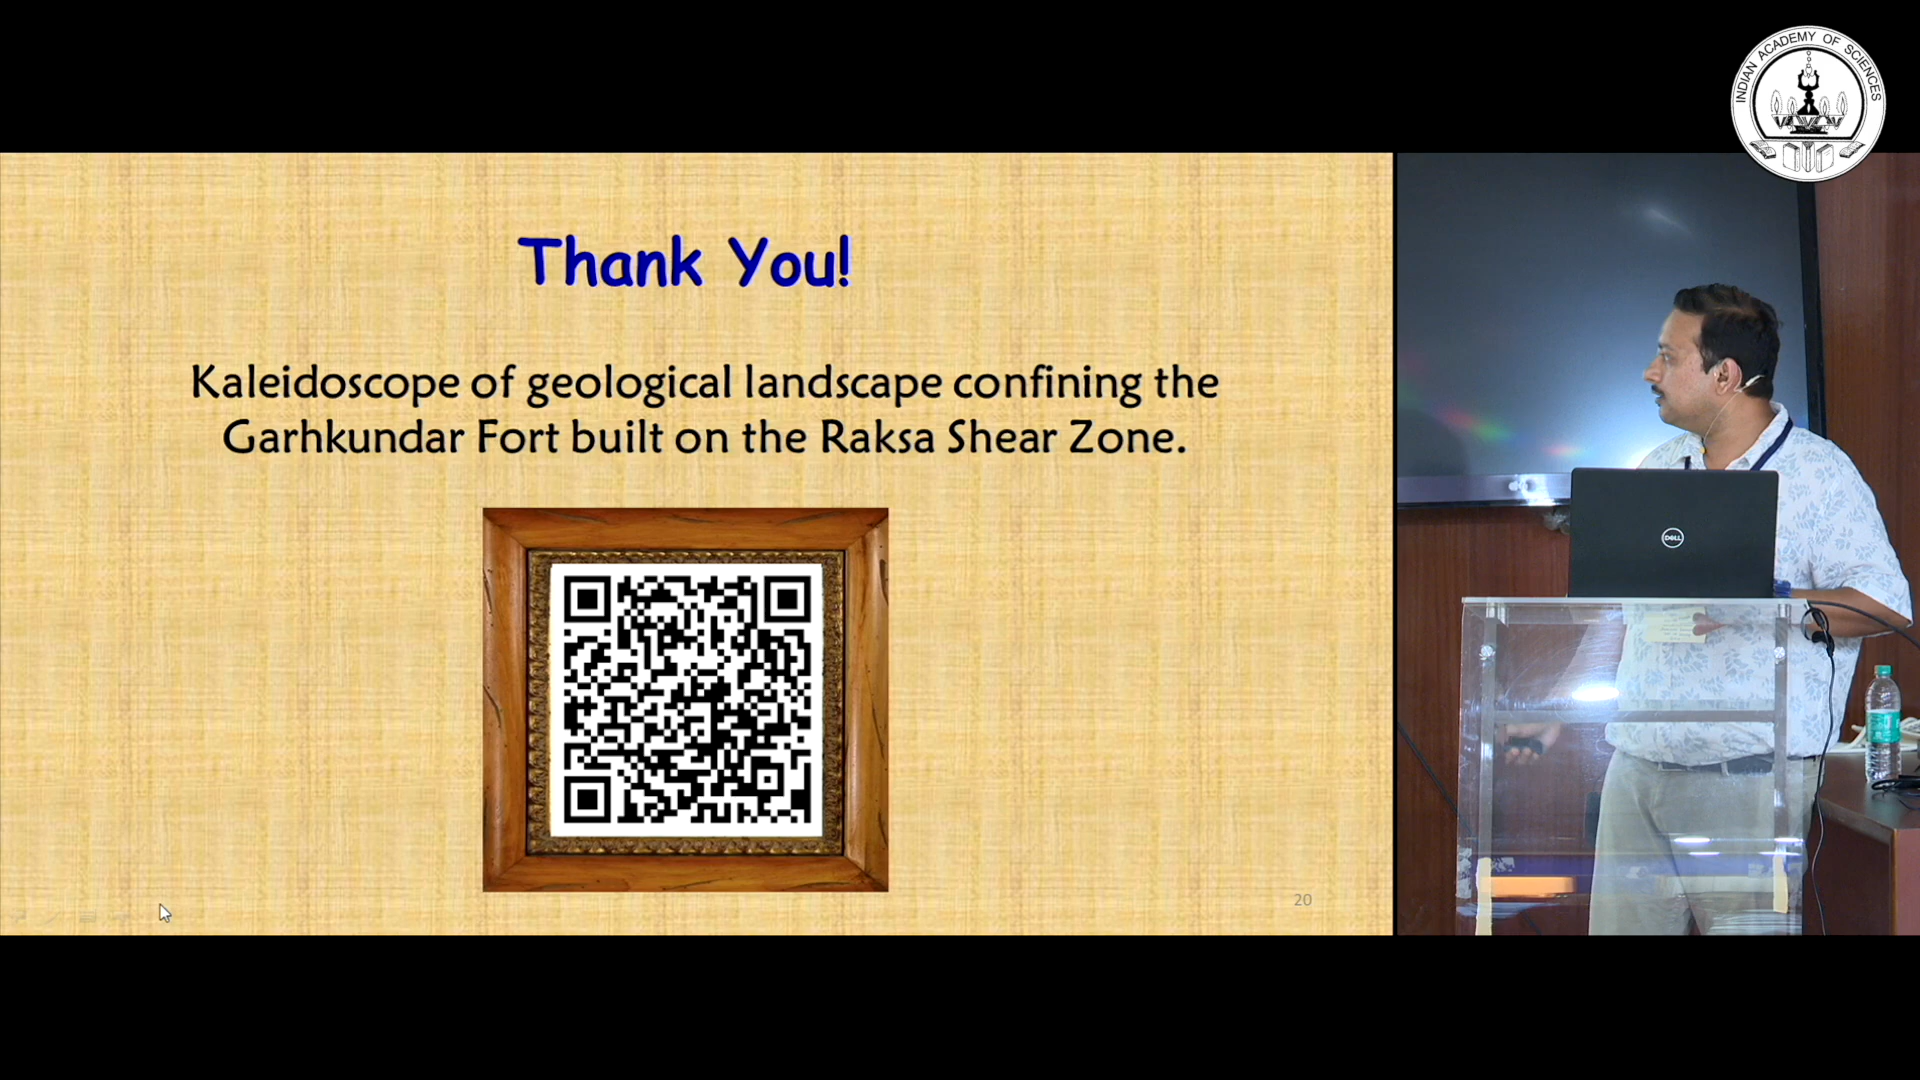 INDIAN ACADEMY OF SCIENCES
Thank You!
Kaleidoscope of geological landscape confining the
Garhkundar Fort built on the Raksa Shear Zone.
DELL
20